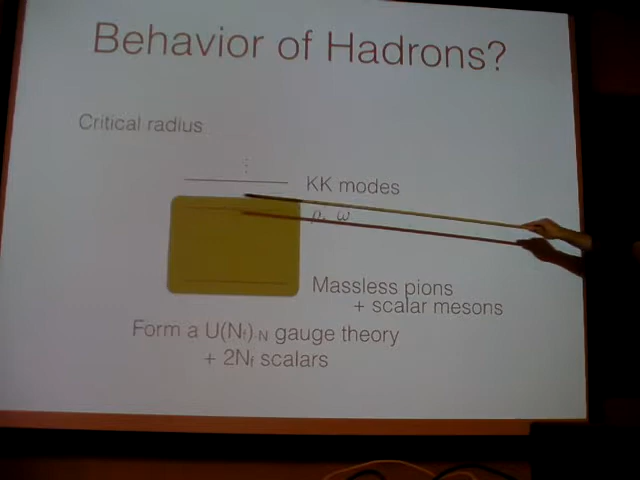 Behavior of Hadrons?
Critical radius
KK modes
ρ, ω
Massless pions
+ scalar mesons
Form a U(Nf)-N gauge theory
+ 2Nf scalars